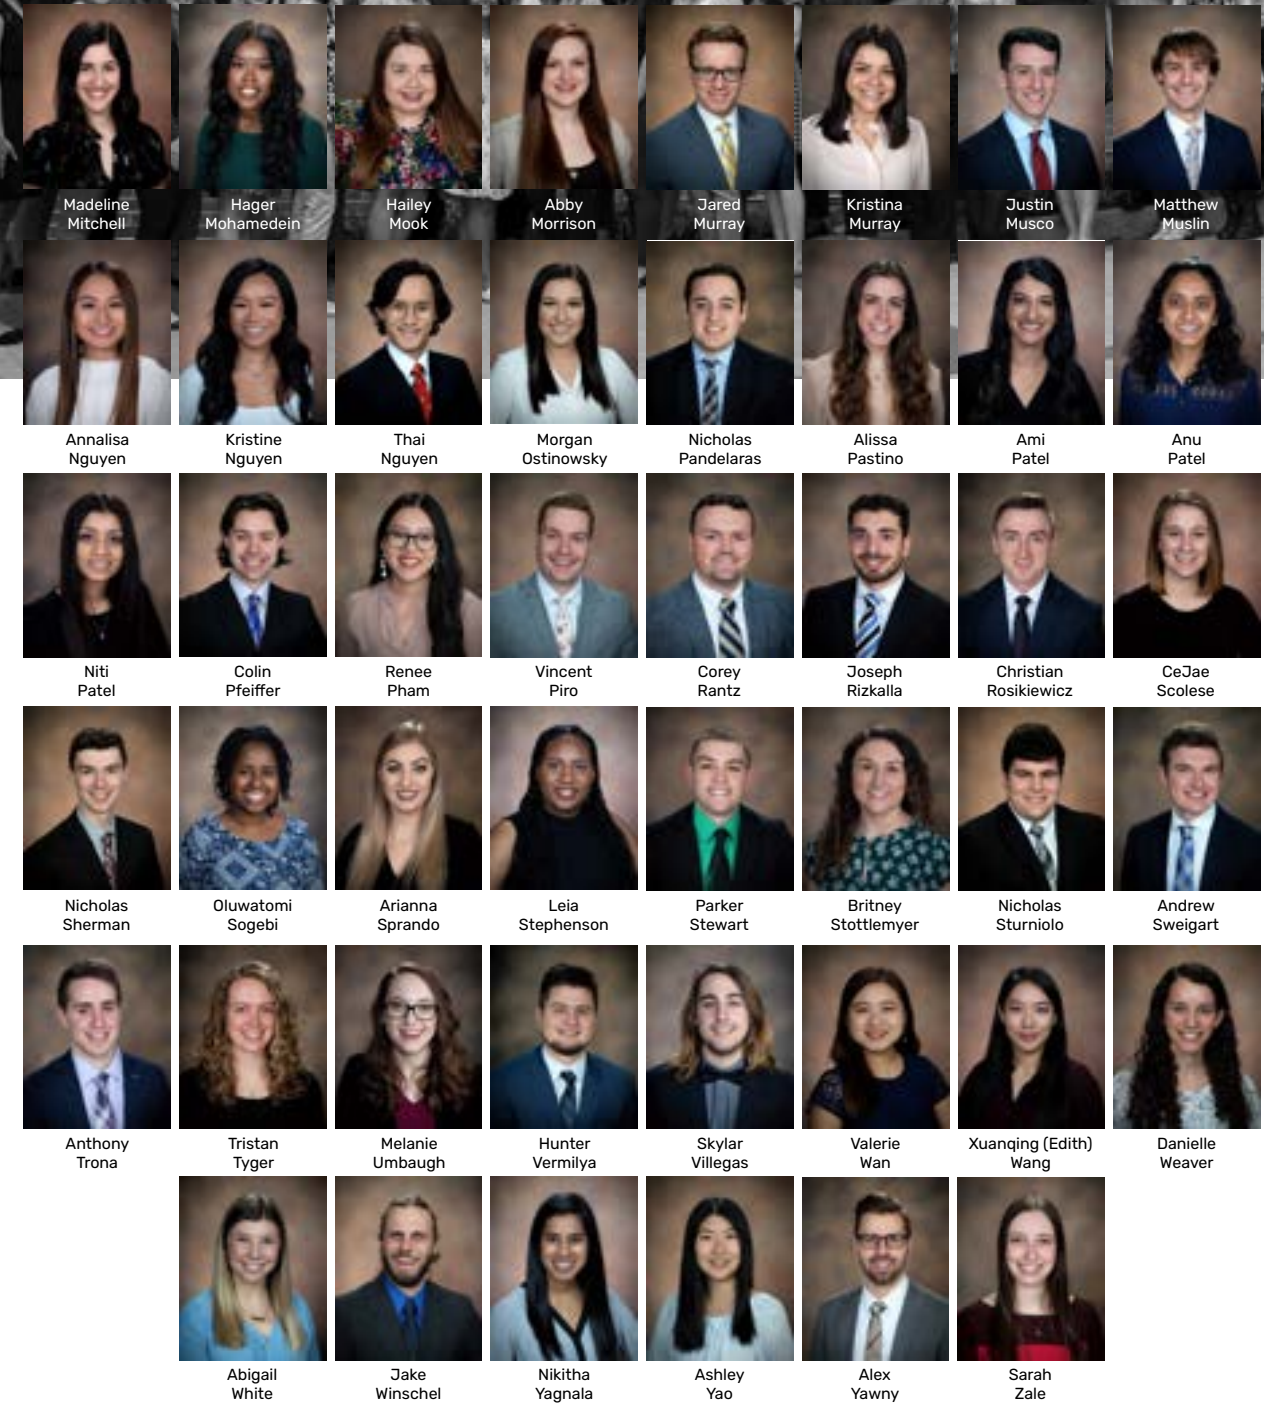 Madeline Hager Hailey Abby Jared Kristina Justin Matthew
Mitchell Mohamedein Mook Morrison Murray Murray Musco Muslin
Annalisa Kristine Thai Morgan Nicholas Alissa Ami Anu
Nguyen Nguyen Nguyen Ostinowsky Pandelaras Pastino Patel Patel
Niti Colin Renee Vincent Corey Joseph Christian CeJae
Patel Pfeiffer Pham Piro Rantz Rizkalla Rosikiewicz Scolese
Nicholas Oluwatomi Arianna Leia Parker Britney Nicholas Andrew
Sherman Sogebi Sprando Stephenson Stewart Stottlemyer Sturniolo Sweigart
Anthony Tristan Melanie Hunter Skylar Valerie Xuanqing (Edith) Danielle
Trona Tyger Umbaugh Vermilya Villegas Wan Wang Weaver
Abigail Jake Nikitha Ashley Alex Sarah
White Winschel Yagnala Yao Yawny Zale